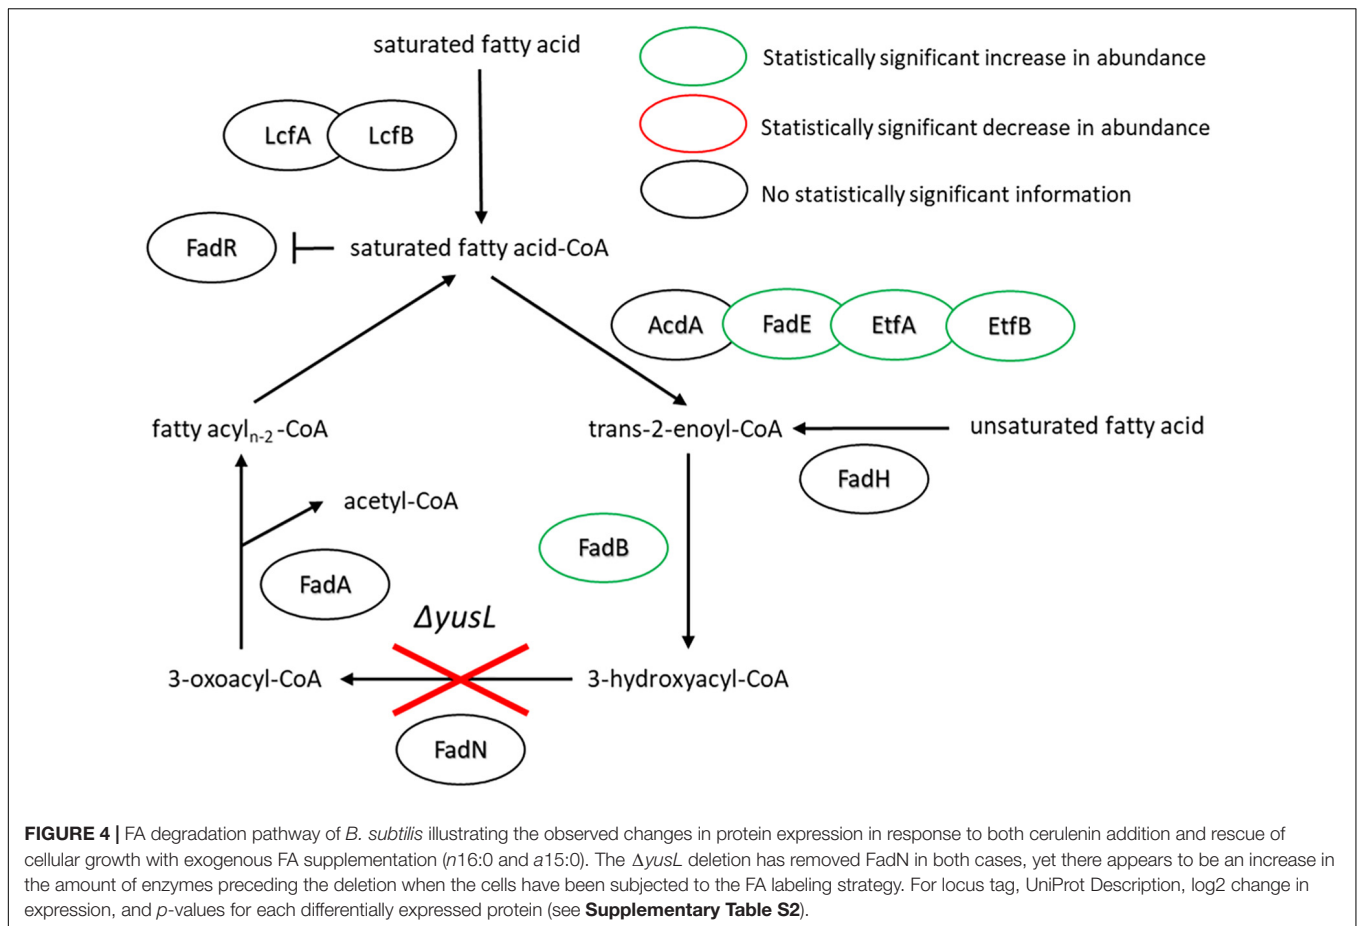 saturated fatty acid
Statistically significant increase in abundance
LcfA
LcfB
Statistically significant decrease in abundance
No statistically significant information
FadR
saturated fatty acid-CoA
AcdA
FadE
EtfA
EtfB
fatty acyln-2 -CoA
trans-2-enoyl-CoA
unsaturated fatty acid
FadH
acetyl-CoA
FadB
FadA
ΔyusL
3-oxoacyl-CoA
3-hydroxyacyl-CoA
FadN
FIGURE 4 | FA degradation pathway of B. subtilis illustrating the observed changes in protein expression in response to both cerulenin addition and rescue of
cellular growth with exogenous FA supplementation (n16:0 and a15:0). The ΔyusL deletion has removed FadN in both cases, yet there appears to be an increase in
the amount of enzymes preceding the deletion when the cells have been subjected to the FA labeling strategy. For locus tag, UniProt Description, log2 change in
expression, and p-values for each differentially expressed protein (see Supplementary Table S2).